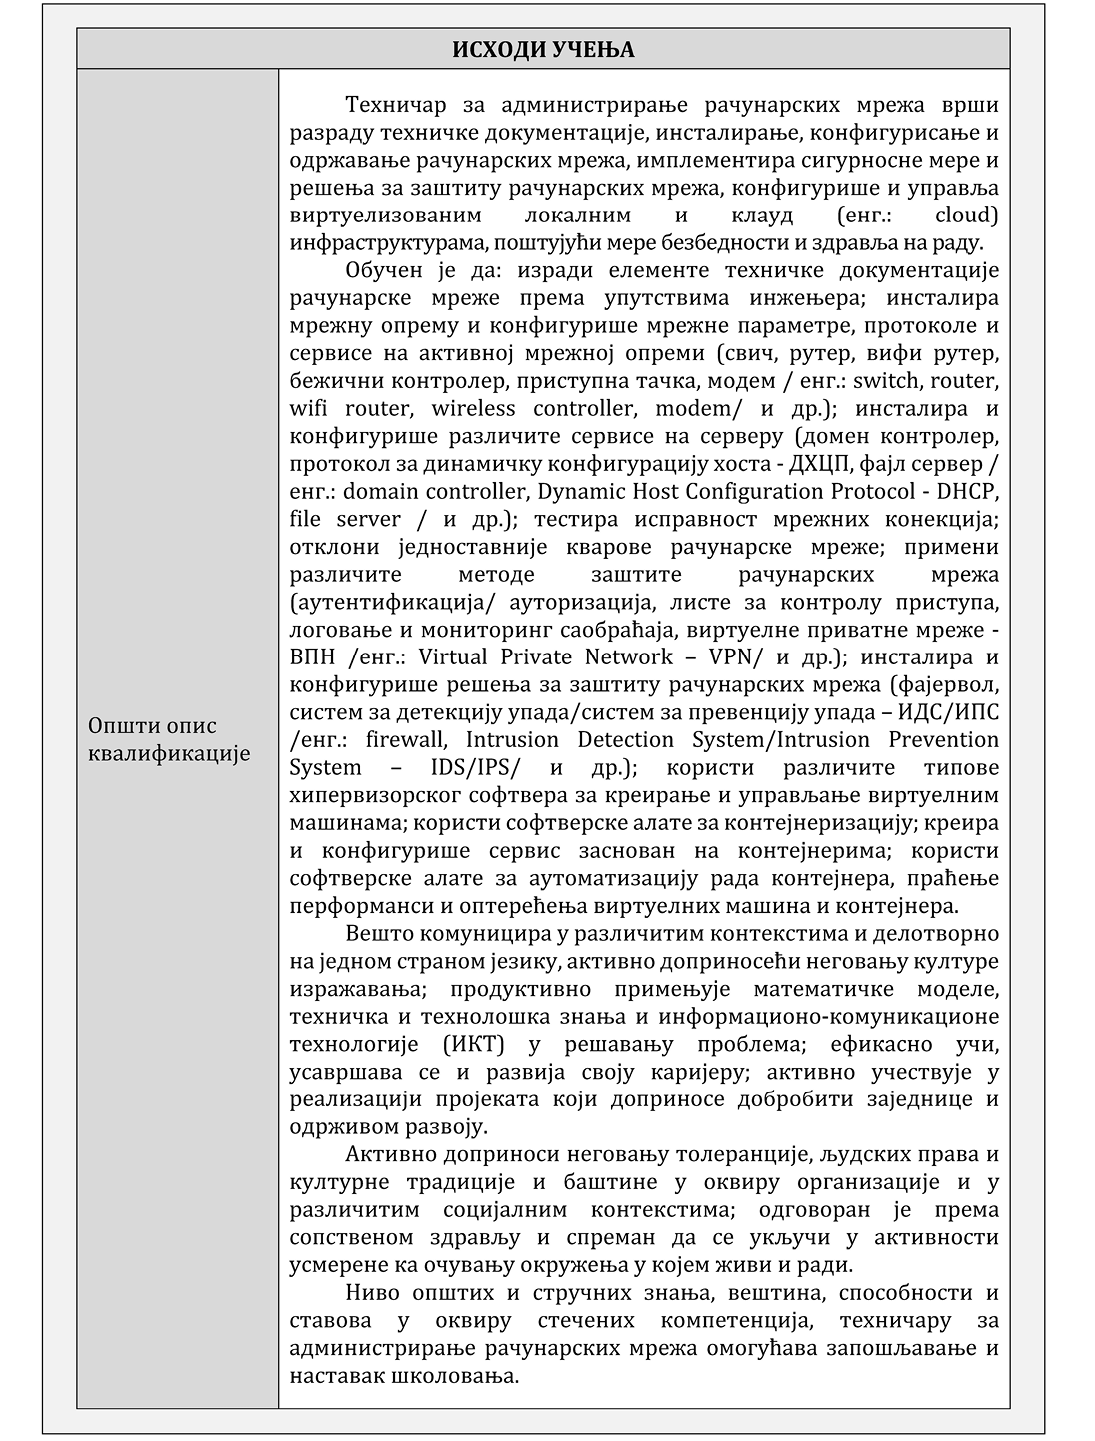 ИСХОДИ УЧЕЊА
Општи опис
квалификације
Техничар за администрирање рачунарских мрежа врши
разраду техничке документације, инсталирање, конфигурисање и
одржавање рачунарских мрежа, имплементира сигурносне мере и
решења за заштиту рачунарских мрежа, конфигурише и управља
виртуелизованим локалним и клауд (енг.: cloud)
инфраструктурама, поштујући мере безбедности и здравља на раду.
Обучен је да: изради елементе техничке документације
рачунарске мреже према упутствима инжењера; инсталира
мрежну опрему и конфигурише мрежне параметре, протоколе и
сервисе на активној мрежној опреми (свич, рутер, вифи рутер,
бежични контролер, приступна тачка, модем / енг.: switch, router,
wifi router, wireless controller, modem/ и др.); инсталира и
конфигурише различите сервисе на серверу (домен контролер,
протокол за динамичку конфигурацију хоста - ДХЦП, фајл сервер /
енг.: domain controller, Dynamic Host Configuration Protocol - DHCP,
file server / и др.); тестира исправност мрежних конекција;
отклони једноставније кварове рачунарске мреже; примени
различите методе заштите рачунарских мрежа
(аутентификација/ ауторизација, листе за контролу приступа,
логовање и мониторинг саобраћаја, виртуелне приватне мреже -
ВПН /енг.: Virtual Private Network – VPN/ и др.); инсталира и
конфигурише решења за заштиту рачунарских мрежа (фајервол,
систем за детекцију упада/систем за превенцију упада – ИДС/ИПС
/енг.: firewall, Intrusion Detection System/Intrusion Prevention
System – IDS/IPS/ и др.); користи различите типове
хипервизорског софтвера за креирање и управљање виртуелним
машинама; користи софтверске алате за контејнеризацију; креира
и конфигурише сервис заснован на контејнерима; користи
софтверске алате за аутоматизацију рада контејнера, праћење
перформанси и оптерећења виртуелних машина и контејнера.
Вешто комуницира у различитим контекстима и делотворно
на једном страном језику, активно доприносећи неговању културе
изражавања; продуктивно примењује математичке моделе,
техничка и технолошка знања и информационо-комуникационе
технологије (ИКТ) у решавању проблема; ефикасно учи,
усавршава се и развија своју каријеру; активно учествује у
реализацији пројеката који доприносе добробити заједнице и
одрживом развоју.
Активно доприноси неговању толеранције, људских права и
културне традиције и баштине у оквиру организације и у
различитим социјалним контекстима; одговоран је према
сопственом здрављу и спреман да се укључи у активности
усмерене ка очувању окружења у којем живи и ради.
Ниво општих и стручних знања, вештина, способности и
ставова у оквиру стечених компетенција, техничару за
администрирање рачунарских мрежа омогућава запошљавање и
наставак школовања.